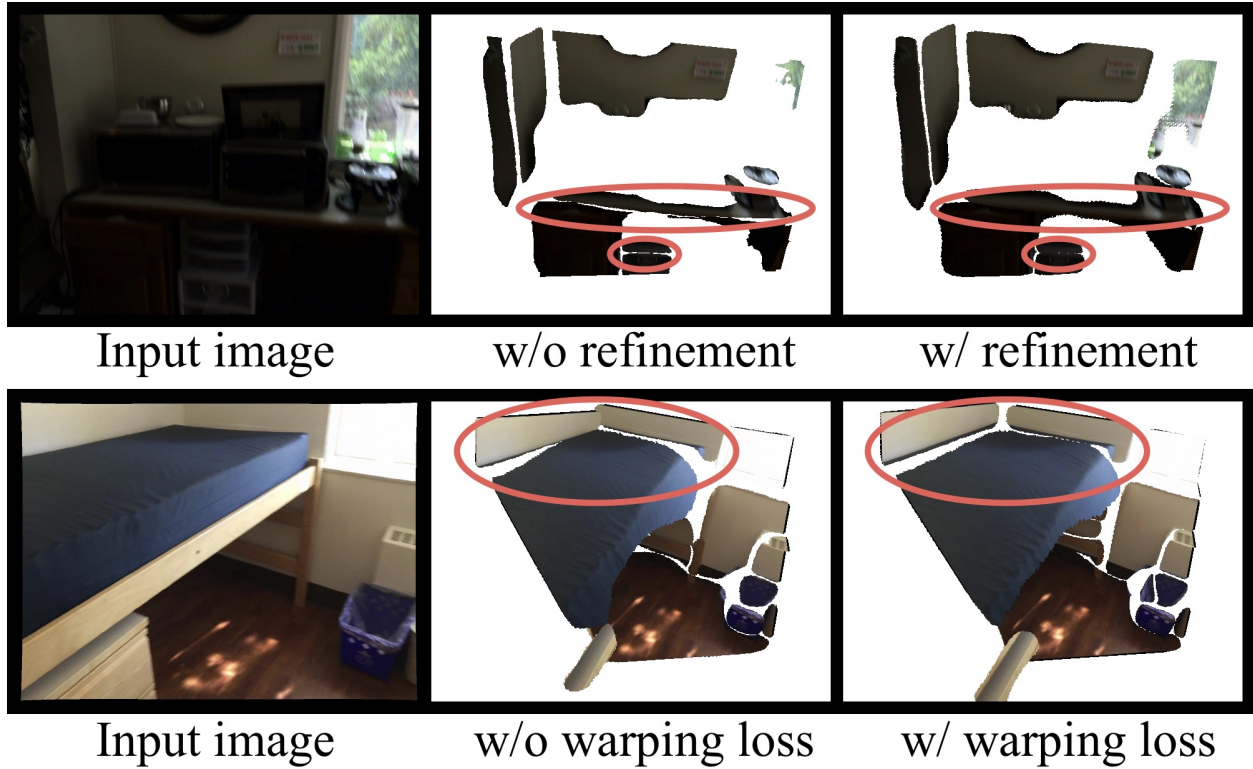 Input image
w/o refinement
w/ refinement
Input image
w/o warping loss
w/ warping loss